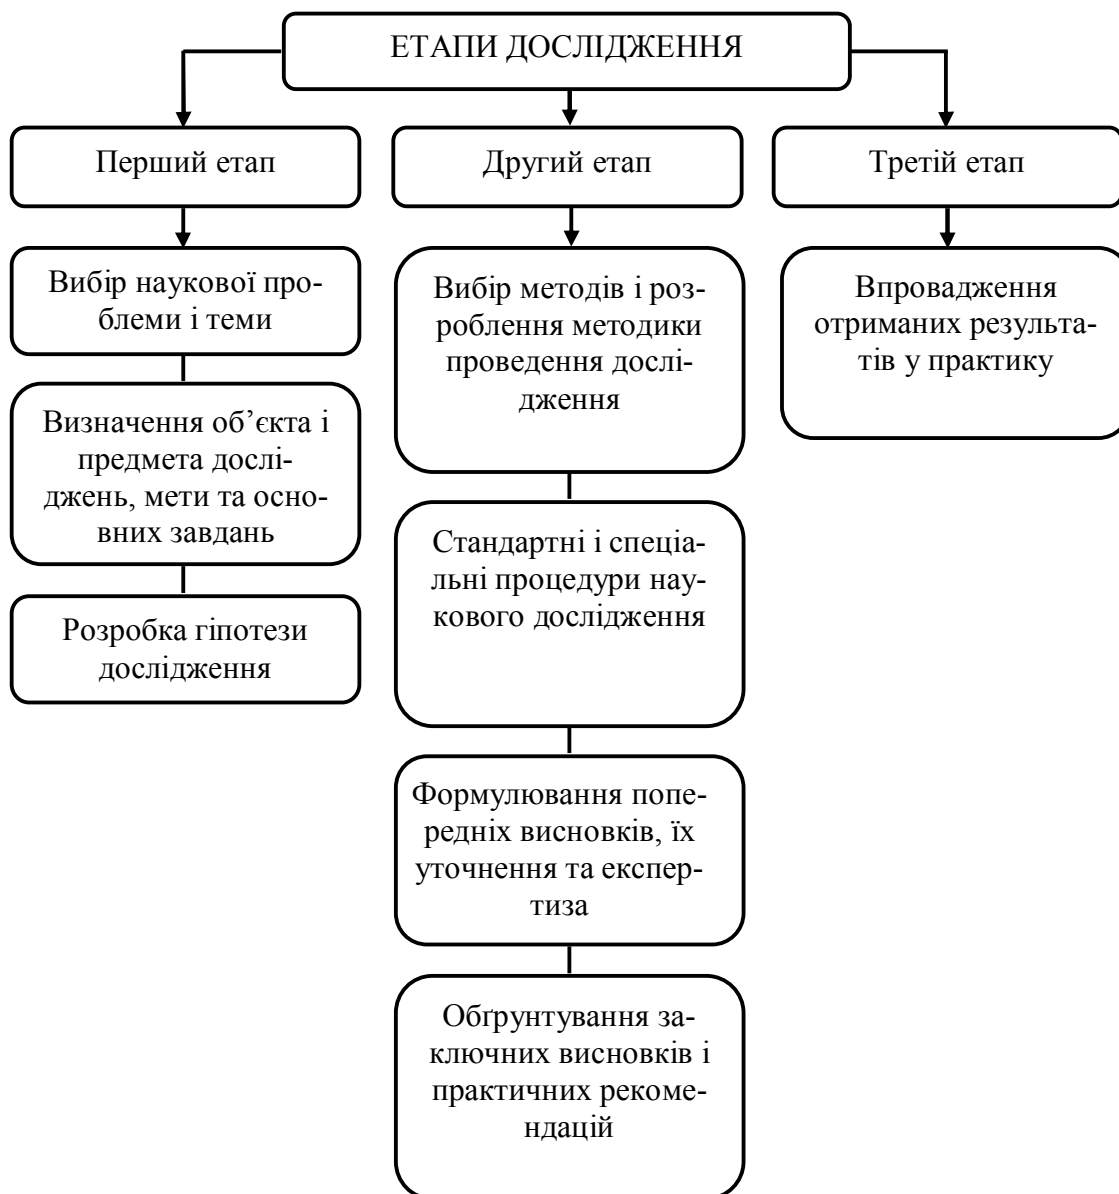 ЕТАПИ ДОСЛІДЖЕННЯ
Перший етап
Другий етап
Третій етап
Вибір наукової про-
блеми і теми
Визначення об’єкта і
предмета дослі-
джень, мети та осно-
вних завдань
Розробка гіпотези
дослідження
Вибір методів і роз-
роблення методики
проведення дослі-
дження
Стандартні і спеціа-
льні процедури нау-
кового дослідження
Формулювання попе-
редніх висновків, їх
уточнення та експер-
тиза
Обґрунтування за-
ключних висновків і
практичних рекоме-
ндацій
Впровадження
отриманих результа-
тів у практику